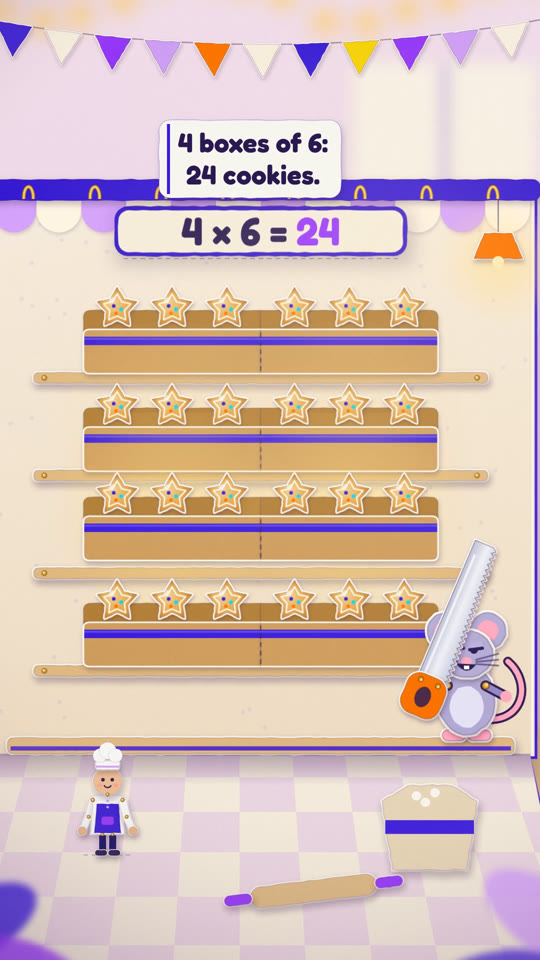 4 boxes of 6:
24 cookies.
4 × 6 = 24